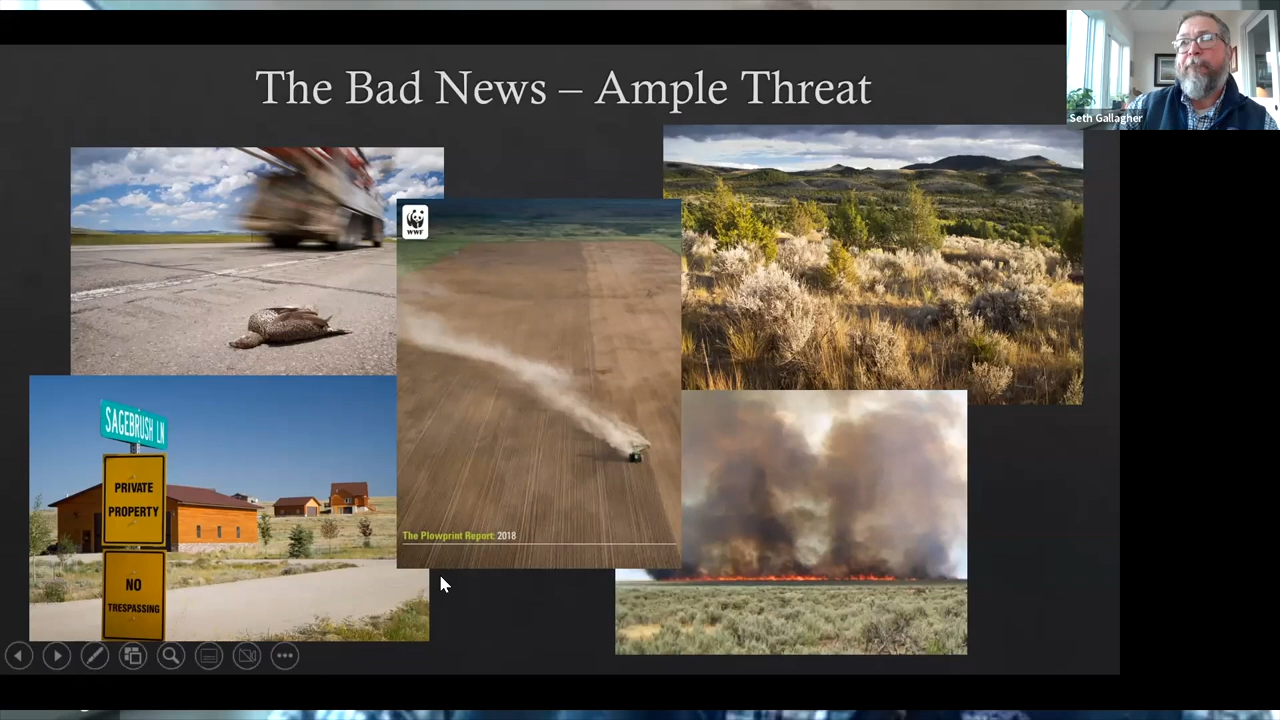 The Bad News – Ample Threat
Seth Gallagher
WWF
SAGEBRUSH LN
PRIVATE
PROPERTY
NO
TRESPASSING
The Plowprint Report: 2018